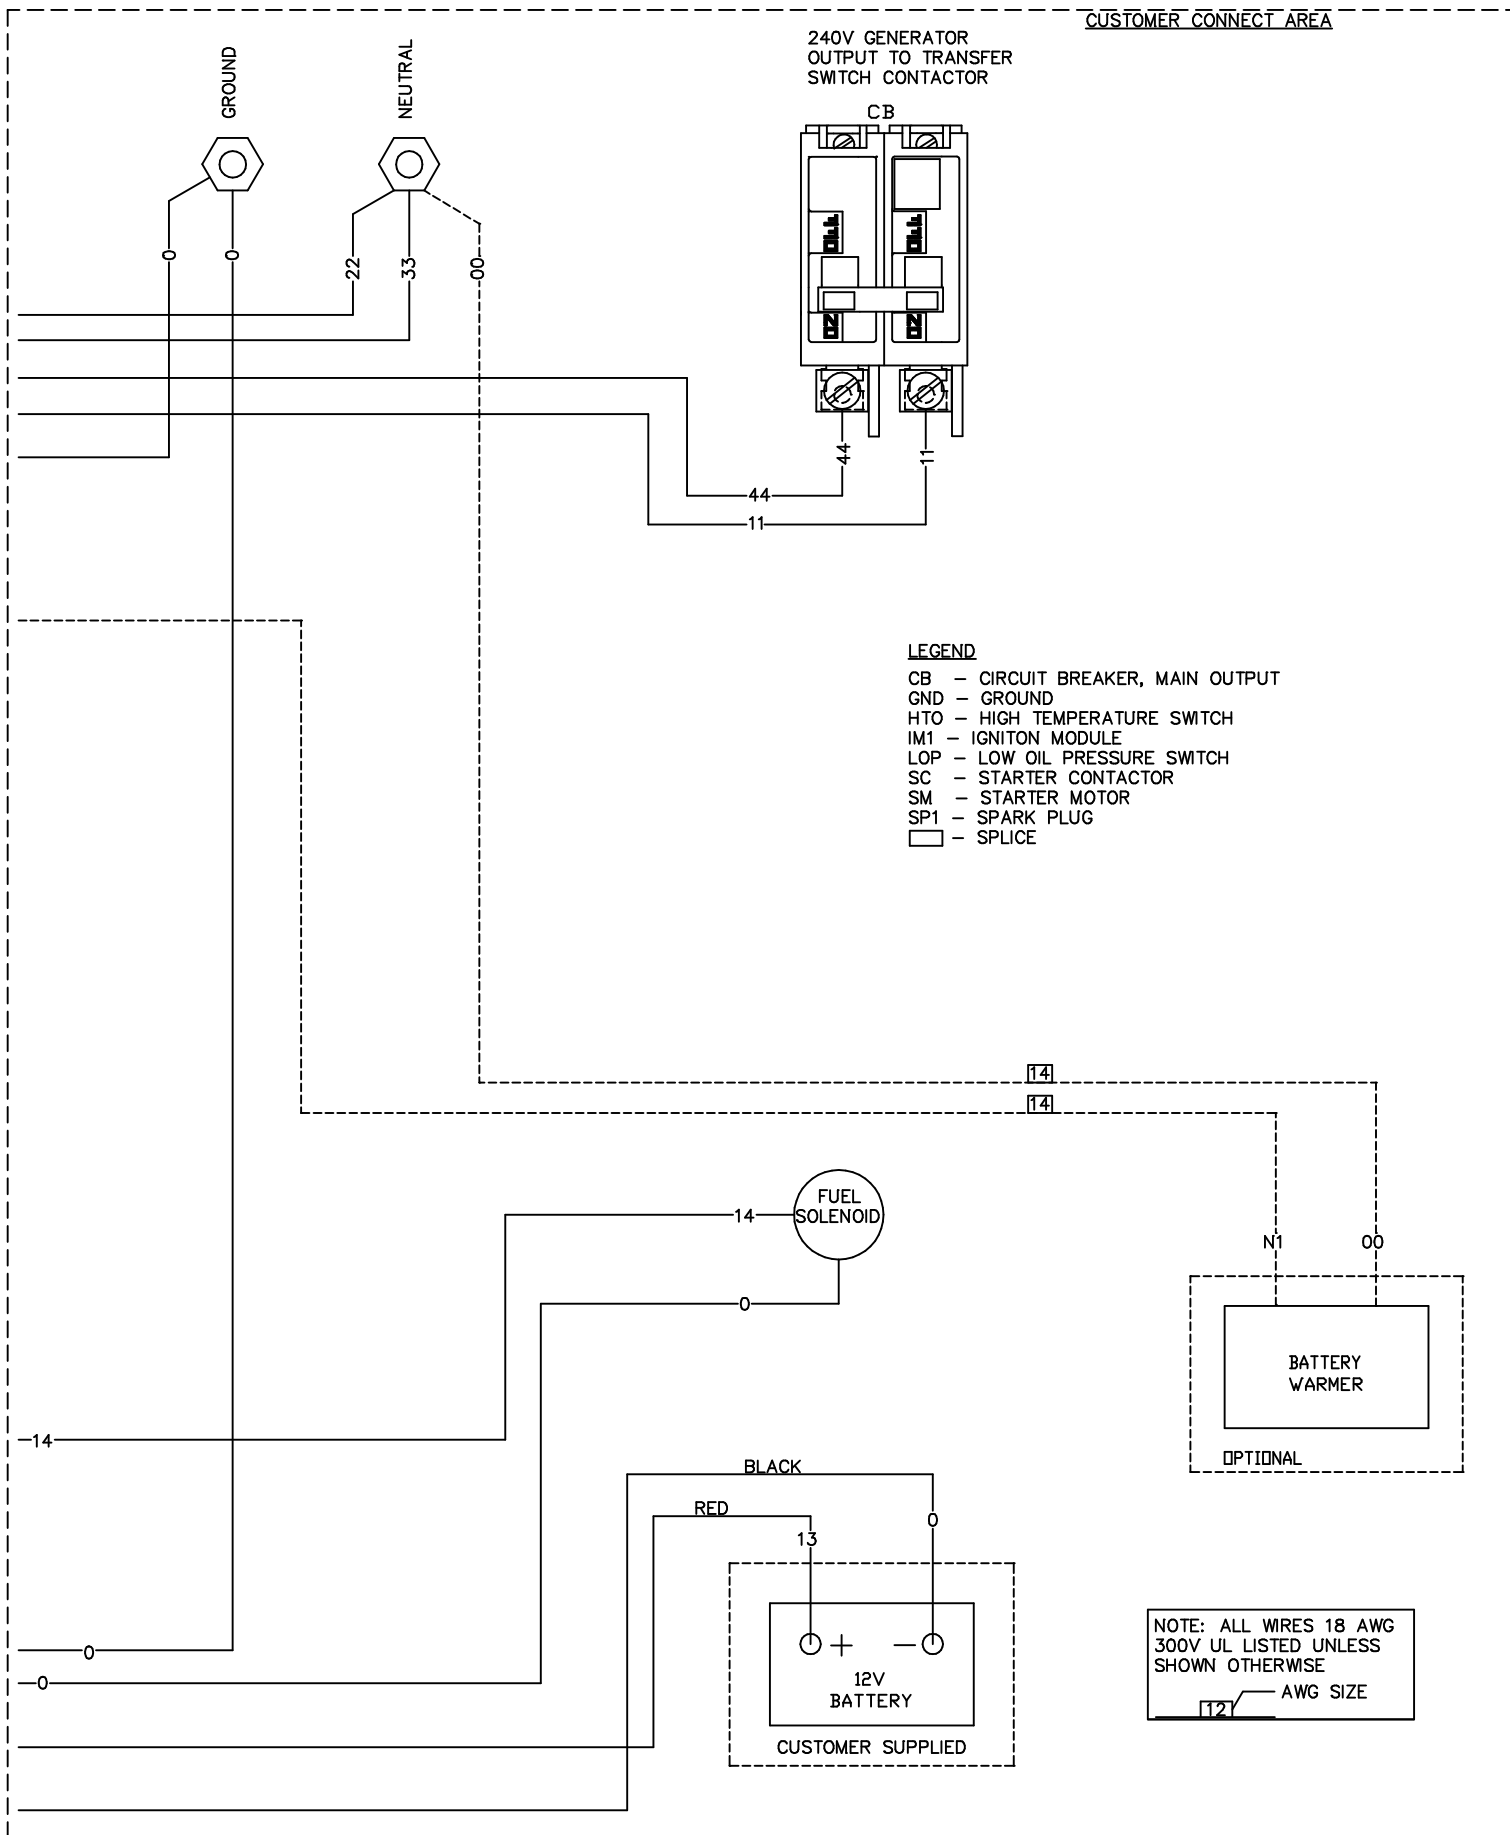 CUSTOMER CONNECT AREA
240V GENERATOR
OUTPUT TO TRANSFER
SWITCH CONTACTOR
CB
GROUND
NEUTRAL
OFF
OFF
ON
ON
0
0
22
33
00
44
11
44
11
LEGEND
CB – CIRCUIT BREAKER, MAIN OUTPUT
GND – GROUND
HTO – HIGH TEMPERATURE SWITCH
IM1 – IGNITON MODULE
LOP – LOW OIL PRESSURE SWITCH
SC – STARTER CONTACTOR
SM – STARTER MOTOR
SP1 – SPARK PLUG
– SPLICE
14
14
FUEL
SOLENOID
14
0
N1
00
BATTERY
WARMER
OPTIONAL
14
BLACK
RED
13
0
+ –
12V
BATTERY
CUSTOMER SUPPLIED
0
0
NOTE: ALL WIRES 18 AWG
300V UL LISTED UNLESS
SHOWN OTHERWISE
AWG SIZE
12